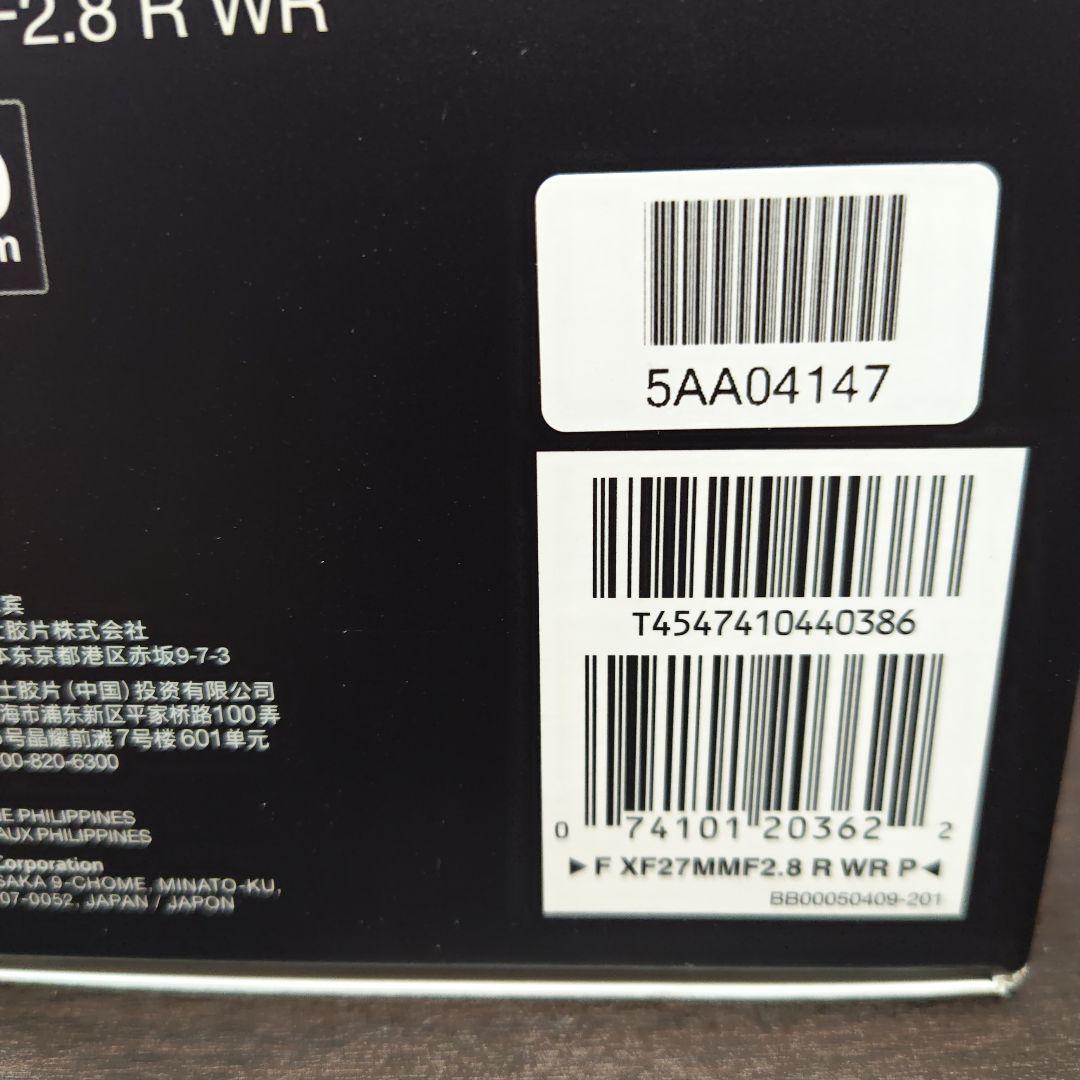 -2.8 R WR
m
5AA04147
T4547410440386
0 74101 20362 2
▶F XF27MMF2.8 R WR P◀
BB00050409-201
宾
士胶片株式会社
本东京都港区赤坂9-7-3
士胶片(中国)投资有限公司
海市浦东新区平家桥路100弄
号晶耀前滩7号楼601单元
00-820-6300
E PHILIPPINES
AUX PHILIPPINES
Corporation
SAKA 9-CHOME, MINATO-KU,
07-0052, JAPAN / JAPON